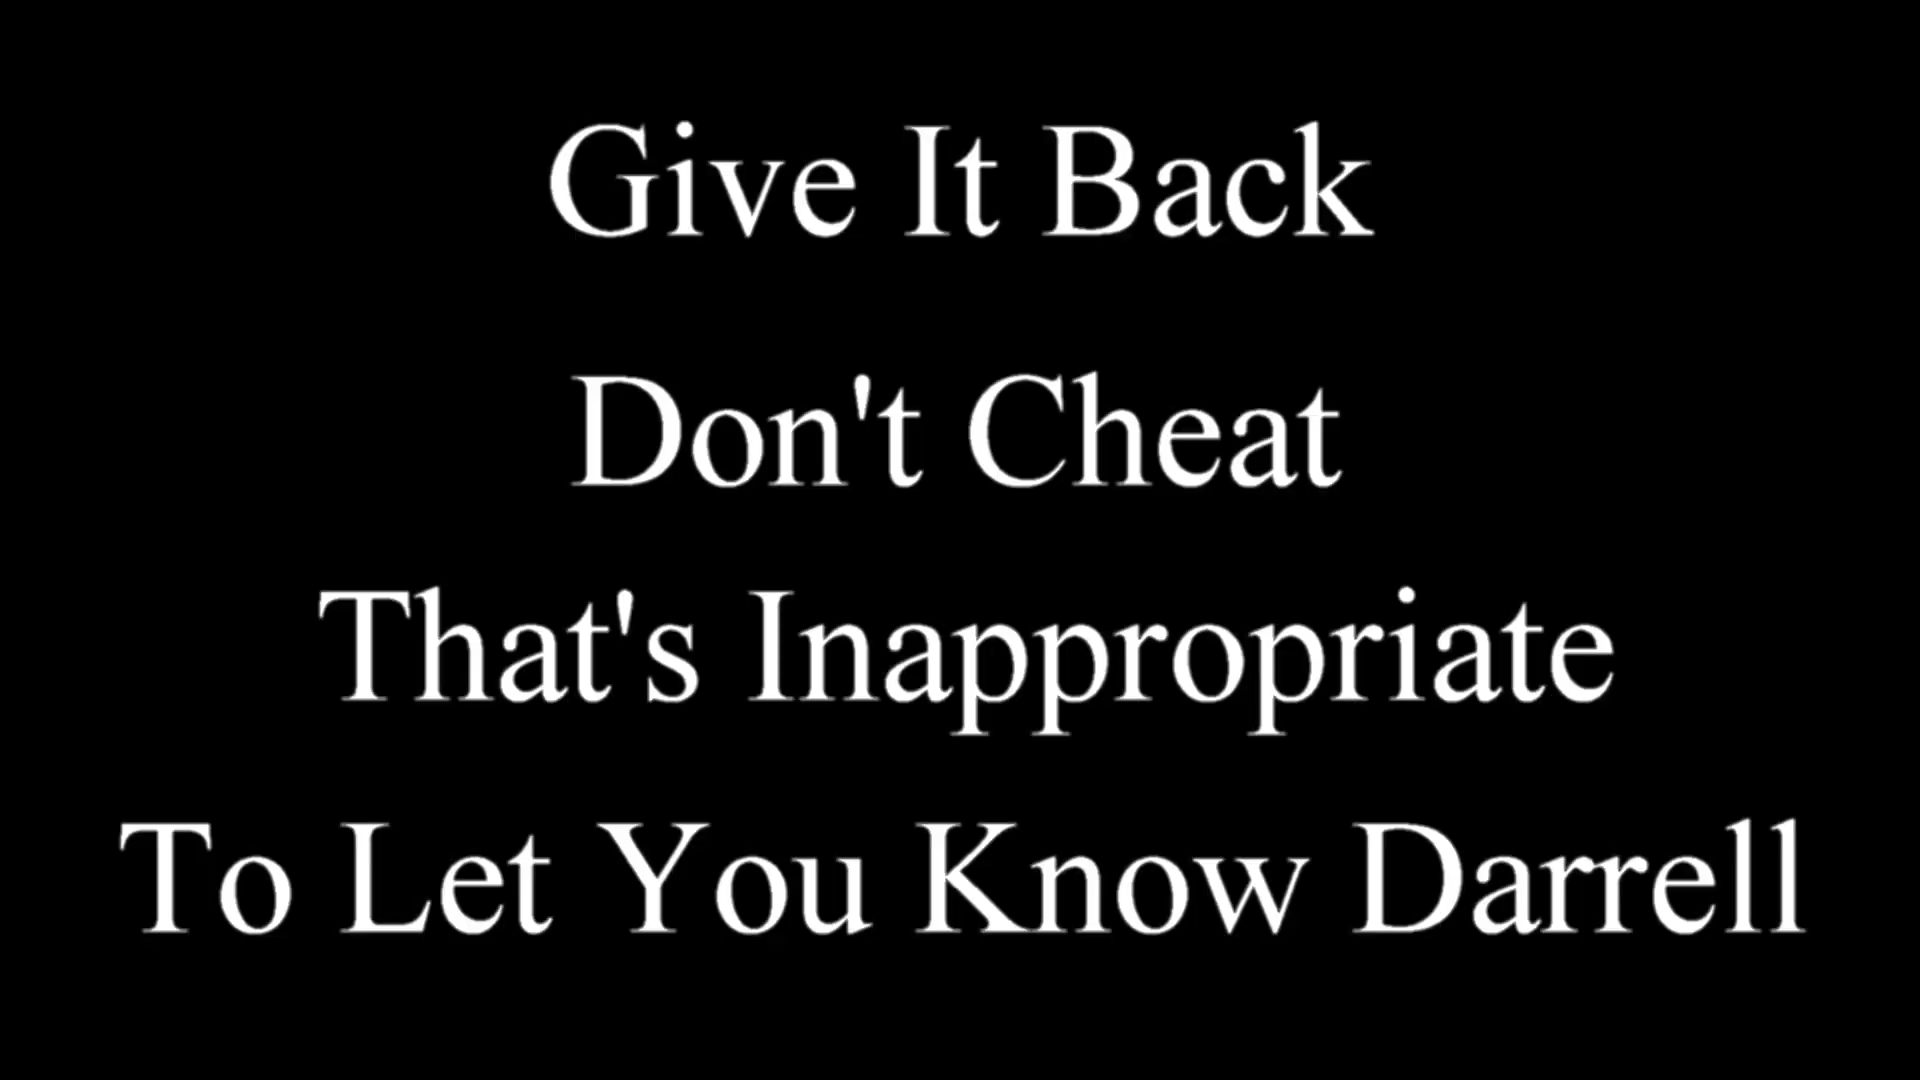 Give It Back
Don't Cheat
That's Inappropriate
To Let You Know Darrell